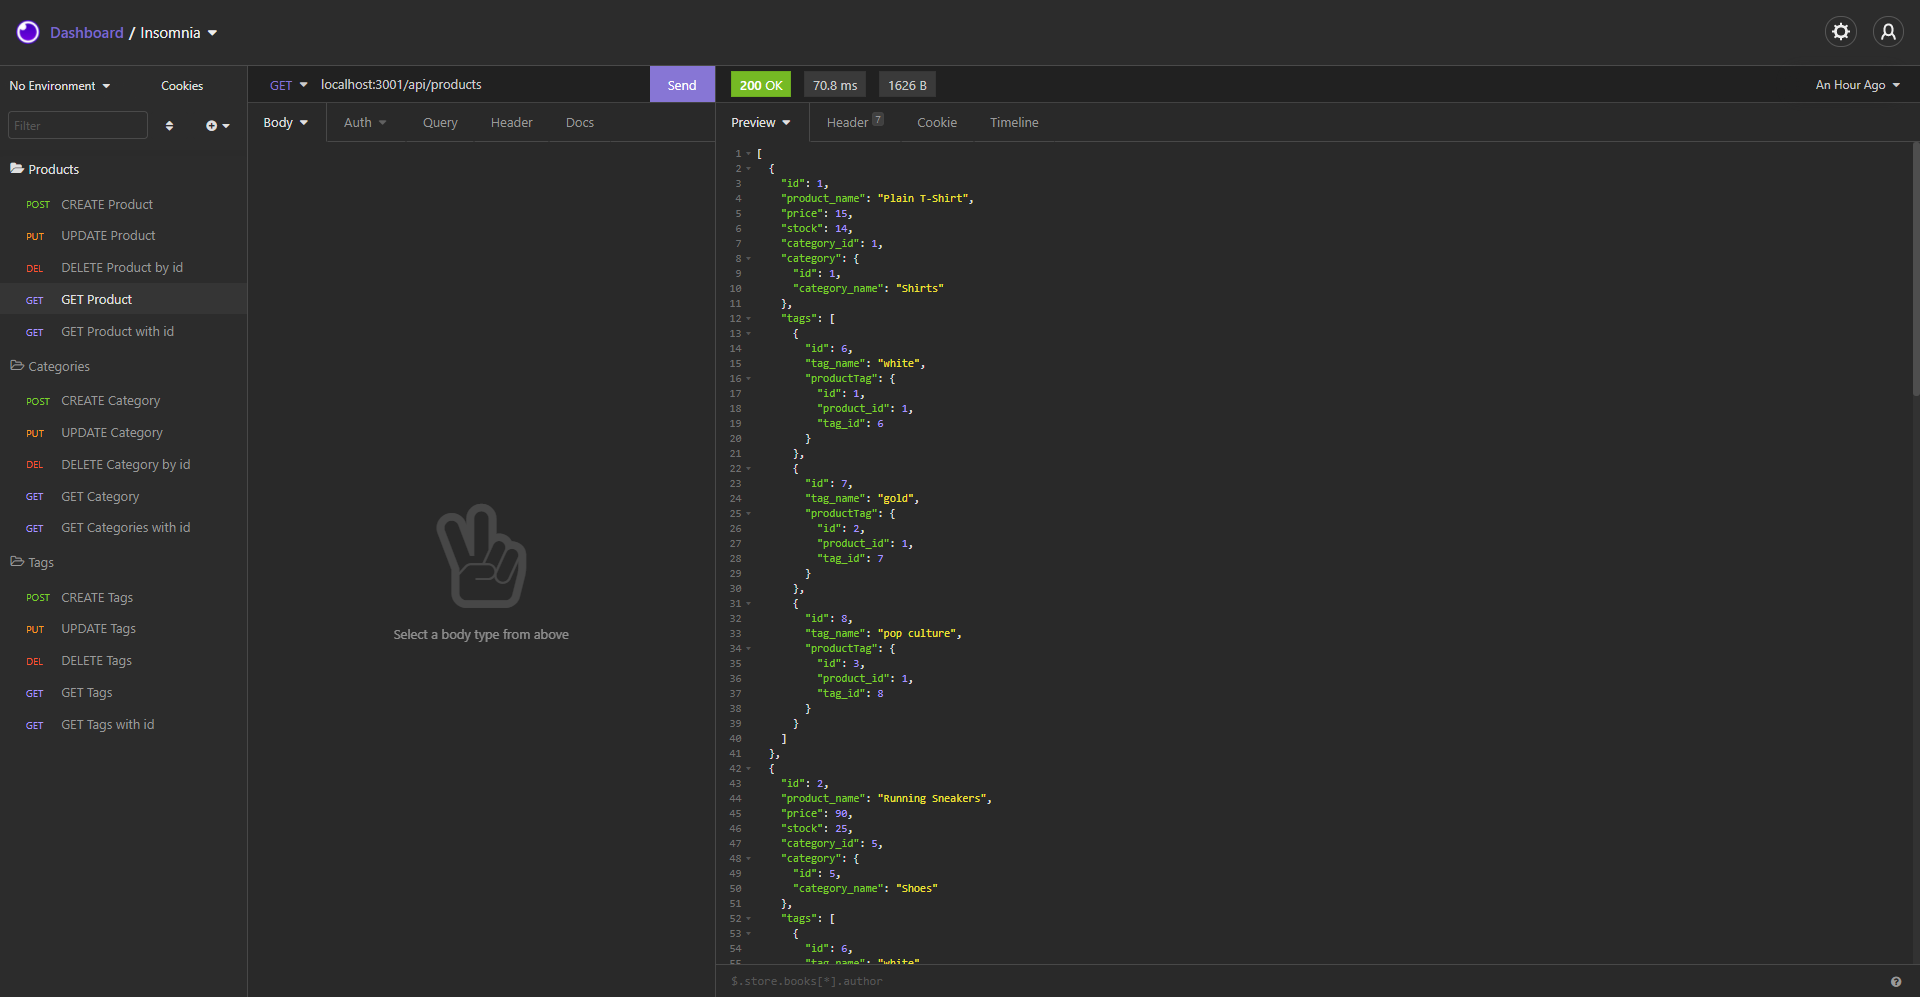 Dashboard / Insomnia
No Environment
Cookies
Filter
Products
POST CREATE Product
PUT UPDATE Product
DEL DELETE Product by id
GET GET Product
GET GET Product with id
Categories
POST CREATE Category
PUT UPDATE Category
DEL DELETE Category by id
GET GET Category
GET GET Categories with id
Tags
POST CREATE Tags
PUT UPDATE Tags
DEL DELETE Tags
GET GET Tags
GET GET Tags with id
GET localhost:3001/api/products Send
Body Auth Query Header Docs
Select a body type from above
200 OK 70.8 ms 1626 B An Hour Ago
Preview Header 7 Cookie Timeline
1 [
2 {
3 "id": 1,
4 "product_name": "Plain T-Shirt",
5 "price": 15,
6 "stock": 14,
7 "category_id": 1,
8 "category": {
9 "id": 1,
10 "category_name": "Shirts"
11 },
12 "tags": [
13 {
14 "id": 6,
15 "tag_name": "white",
16 "productTag": {
17 "id": 1,
18 "product_id": 1,
19 "tag_id": 6
20 }
21 },
22 {
23 "id": 7,
24 "tag_name": "gold",
25 "productTag": {
26 "id": 2,
27 "product_id": 1,
28 "tag_id": 7
29 }
30 },
31 {
32 "id": 8,
33 "tag_name": "pop culture",
34 "productTag": {
35 "id": 3,
36 "product_id": 1,
37 "tag_id": 8
38 }
39 }
40 ]
41 },
42 {
43 "id": 2,
44 "product_name": "Running Sneakers",
45 "price": 90,
46 "stock": 25,
47 "category_id": 5,
48 "category": {
49 "id": 5,
50 "category_name": "Shoes"
51 },
52 "tags": [
53 {
54 "id": 6,
55 "tag_name": "white"
$.store.books[*].author